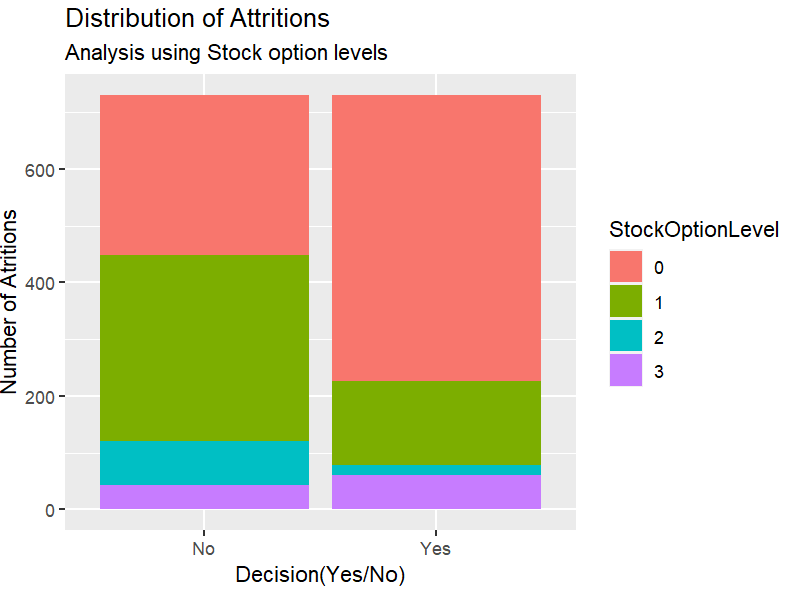 Distribution of Attritions
Analysis using Stock option levels
Number of Atritions
600
400
200
0
No
Yes
Decision(Yes/No)
StockOptionLevel
0
1
2
3